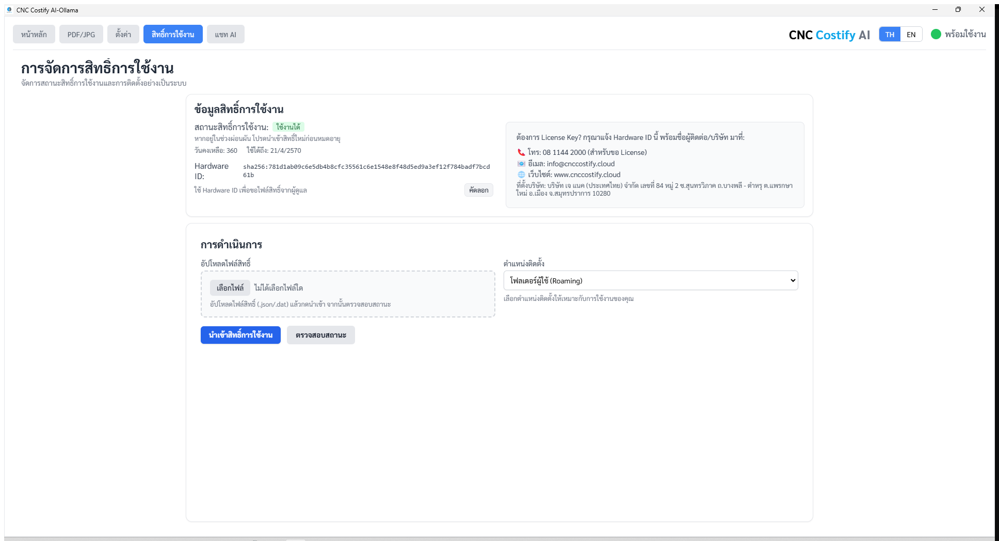 CNC Costify AI-Ollama
หน้าหลัก PDF/JPG ตั้งค่า สิทธิ์การใช้งาน แชท AI
CNC Costify AI TH EN พร้อมใช้งาน
การจัดการสิทธิ์การใช้งาน
จัดการสถานะสิทธิ์การใช้งานและการติดตั้งอย่างเป็นระบบ
ข้อมูลสิทธิ์การใช้งาน
สถานะสิทธิ์การใช้งาน: ใช้งานได้
หากอยู่ในช่วงผ่อนผัน โปรดนำเข้าสิทธิ์ใหม่ก่อนหมดอายุ
วันคงเหลือ: 360 ใช้ได้ถึง: 21/4/2570
Hardware ID: sha256:781d1ab09c6e5db4b8cfc35561c6e1548e8f48d5ed9a3ef12f784badf7bcd
61b
ใช้ Hardware ID เพื่อขอไฟล์สิทธิ์จากผู้ดูแล คัดลอก
ต้องการ License Key? กรุณาแจ้ง Hardware ID นี้ พร้อมชื่อผู้ติดต่อ/บริษัท มาที่:
โทร: 08 1144 2000 (สำหรับขอ License)
อีเมล: info@cnccostify.cloud
เว็บไซต์: www.cnccostify.cloud
ที่ตั้งบริษัท: บริษัท เจ แนค (ประเทศไทย) จำกัด เลขที่ 84 หมู่ 2 ซ.สุนทรวิภาค ถ.บางพลี - ตำหรุ ต.แพรกษา
ใหม่ อ.เมือง จ.สมุทรปราการ 10280
การดำเนินการ
อัปโหลดไฟล์สิทธิ์
เลือกไฟล์ ไม่ได้เลือกไฟล์ใด
อัปโหลดไฟล์สิทธิ์ (.json/.dat) แล้วกดนำเข้า จากนั้นตรวจสอบสถานะ
ตำแหน่งติดตั้ง
โฟลเดอร์ผู้ใช้ (Roaming)
เลือกตำแหน่งติดตั้งให้เหมาะกับการใช้งานของคุณ
นำเข้าสิทธิ์การใช้งาน ตรวจสอบสถานะ